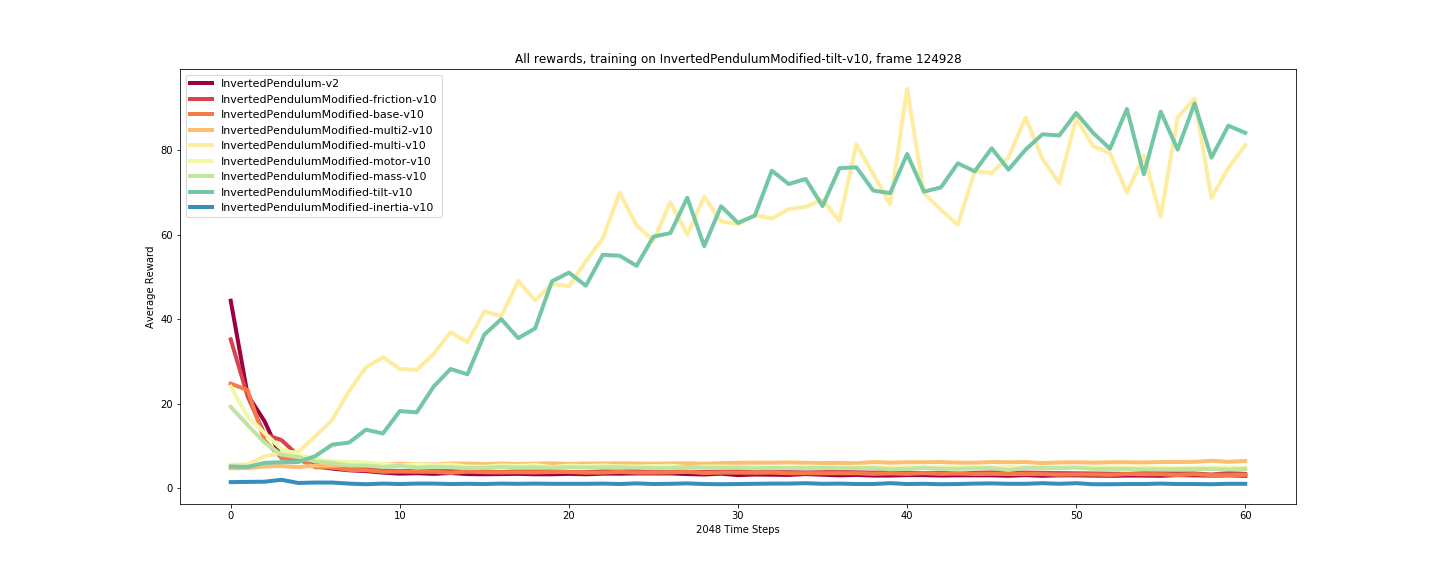 All rewards, training on InvertedPendulumModified-tilt-v10, frame 124928
InvertedPendulum-v2
InvertedPendulumModified-friction-v10
InvertedPendulumModified-base-v10
InvertedPendulumModified-multi2-v10
InvertedPendulumModified-multi-v10
InvertedPendulumModified-motor-v10
InvertedPendulumModified-mass-v10
InvertedPendulumModified-tilt-v10
InvertedPendulumModified-inertia-v10
80
60
40
20
0
Average Reward
0 10 20 30 40 50 60
2048 Time Steps